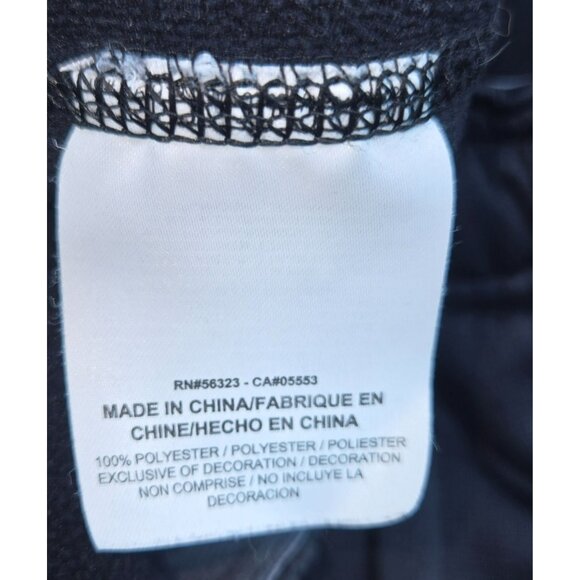 RN#56323 - CA#05553
MADE IN CHINA/FABRIQUE EN
CHINE/HECHO EN CHINA
100% POLYESTER / POLYESTER / POLIESTER
EXCLUSIVE OF DECORATION / DECORATION
NON COMPRISE / NO INCLUYE LA
DECORACION